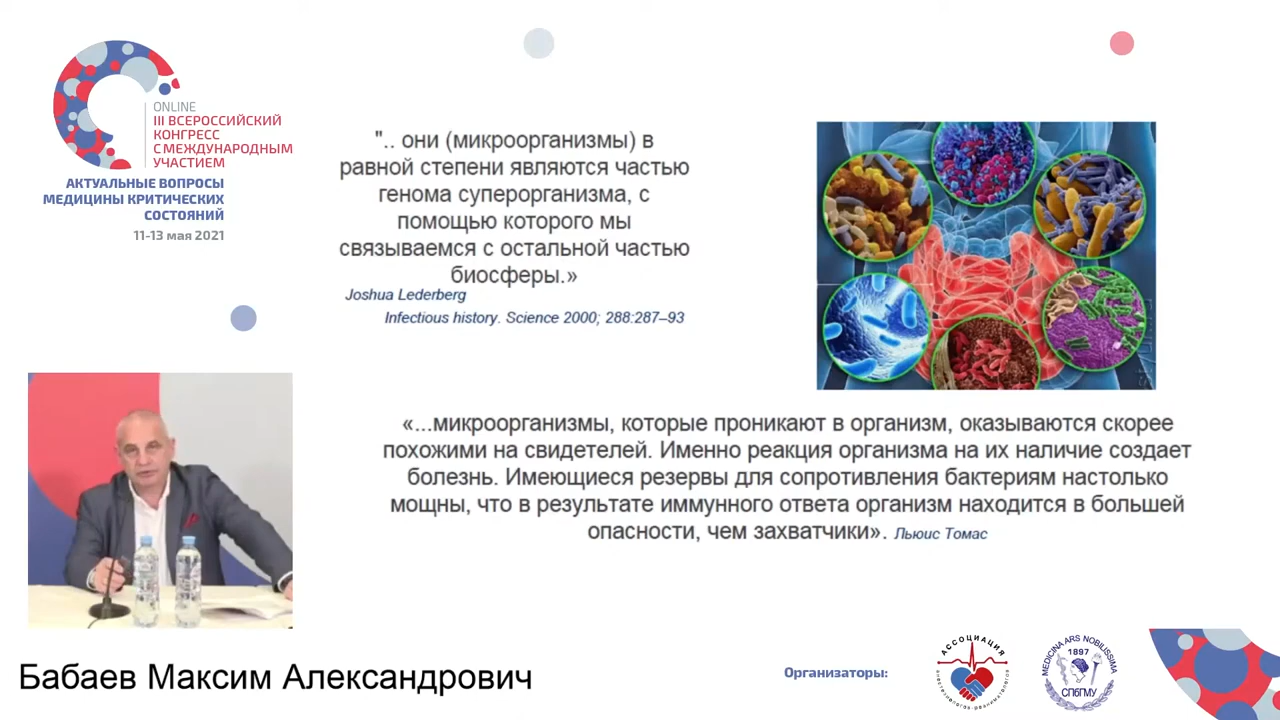 ONLINE
III ВСЕРОССИЙСКИЙ
КОНГРЕСС
С МЕЖДУНАРОДНЫМ
УЧАСТИЕМ
АКТУАЛЬНЫЕ ВОПРОСЫ
МЕДИЦИНЫ КРИТИЧЕСКИХ
СОСТОЯНИЙ
11-13 мая 2021
".. они (микроорганизмы) в
равной степени являются частью
генома суперорганизма, с
помощью которого мы
связываемся с остальной частью
биосферы.»
Joshua Lederberg
Infectious history. Science 2000; 288:287–93
«...микроорганизмы, которые проникают в организм, оказываются скорее
похожими на свидетелей. Именно реакция организма на их наличие создает
болезнь. Имеющиеся резервы для сопротивления бактериям настолько
мощны, что в результате иммунного ответа организм находится в большей
опасности, чем захватчики». Льюис Томас
Бабаев Максим Александрович
Организаторы:
АССОЦИАЦИЯ
MEDICINA ARS NOBILISSIMA
1897
СПбГМУ